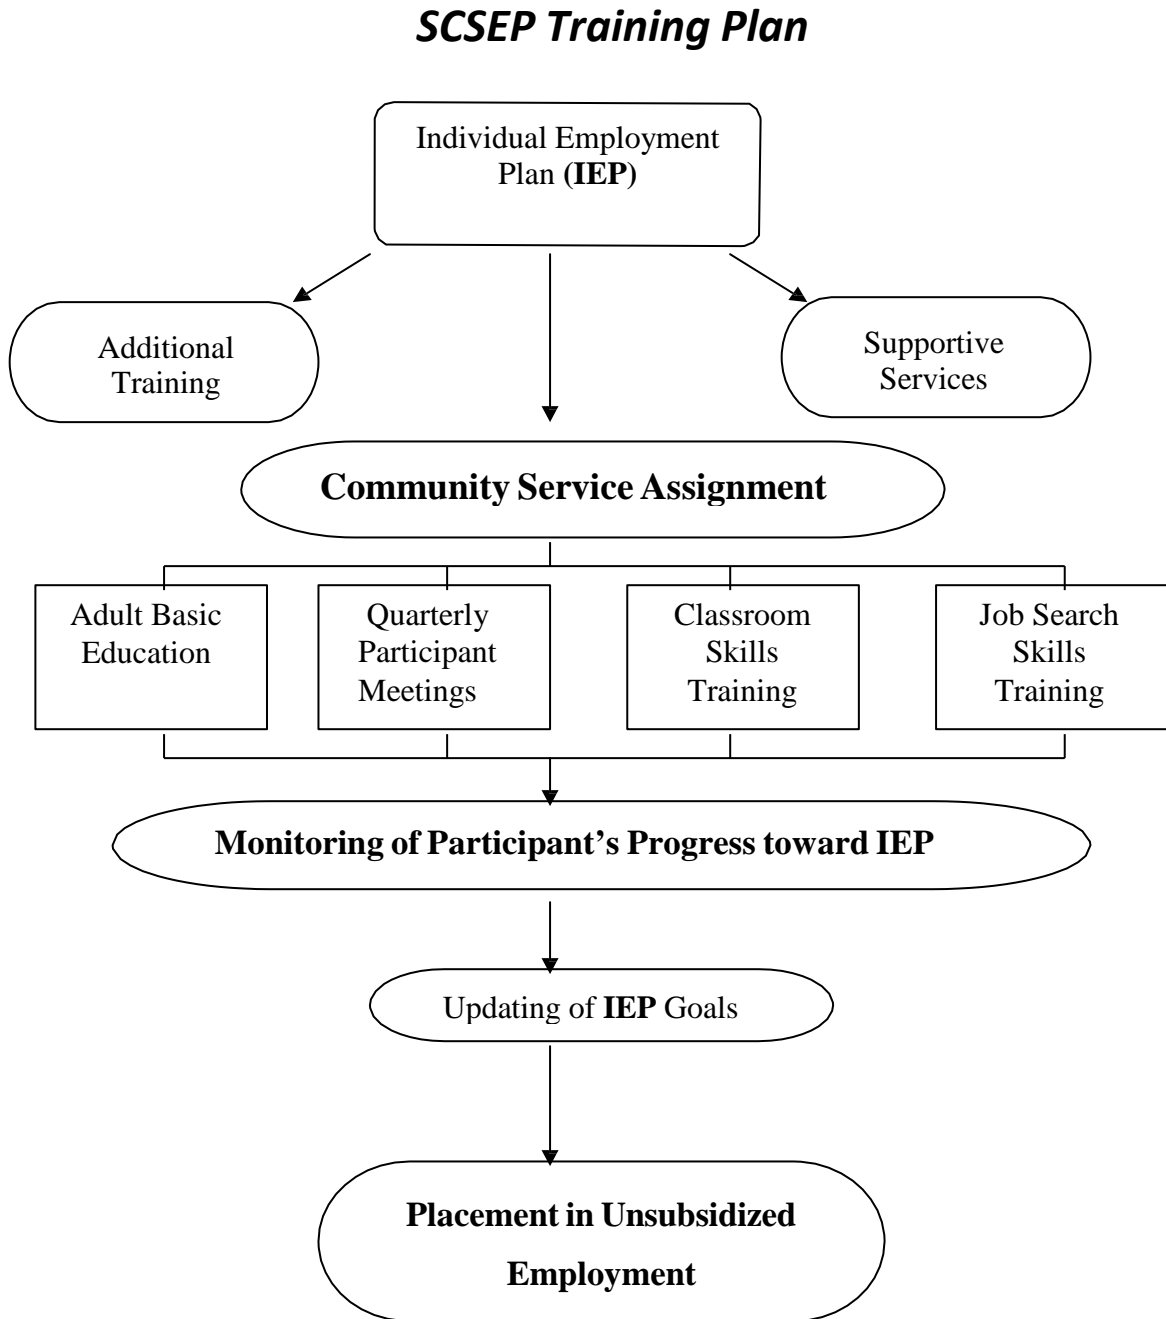 SCSEP Training Plan
Individual Employment
Plan (IEP)
Additional
Training
Supportive
Services
Community Service Assignment
Adult Basic
Education
Quarterly
Participant
Meetings
Classroom
Skills
Training
Job Search
Skills
Training
Monitoring of Participant’s Progress toward IEP
Updating of IEP Goals
Placement in Unsubsidized
Employment